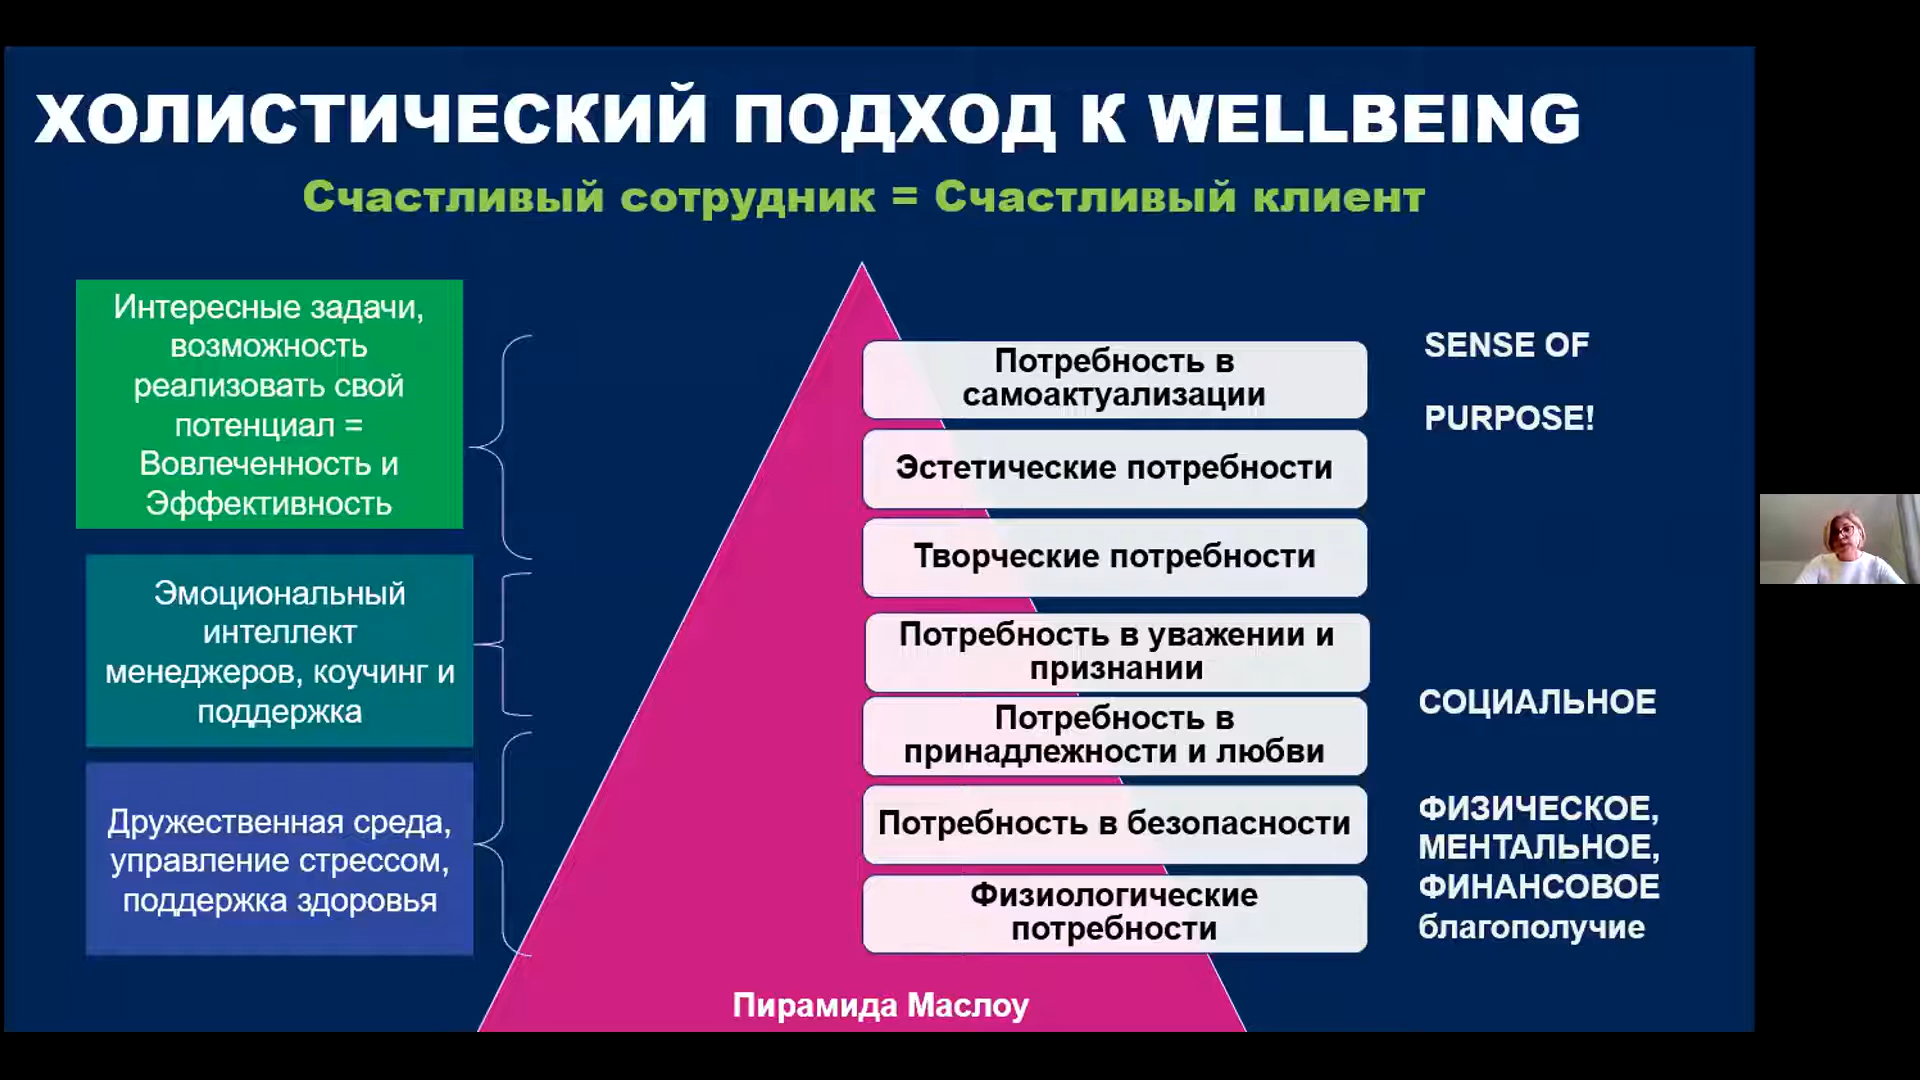 ХОЛИСТИЧЕСКИЙ ПОДХОД К WELLBEING
Счастливый сотрудник = Счастливый клиент
Интересные задачи,
возможность
реализовать свой
потенциал =
Вовлеченность и
Эффективность
Эмоциональный
интеллект
менеджеров, коучинг и
поддержка
Дружественная среда,
управление стрессом,
поддержка здоровья
Потребность в
самоактуализации
Эстетические потребности
Творческие потребности
Потребность в уважении и
признании
Потребность в
принадлежности и любви
Потребность в безопасности
Физиологические
потребности
Пирамида Маслоу
SENSE OF
PURPOSE!
СОЦИАЛЬНОЕ
ФИЗИЧЕСКОЕ,
МЕНТАЛЬНОЕ,
ФИНАНСОВОЕ
благополучие